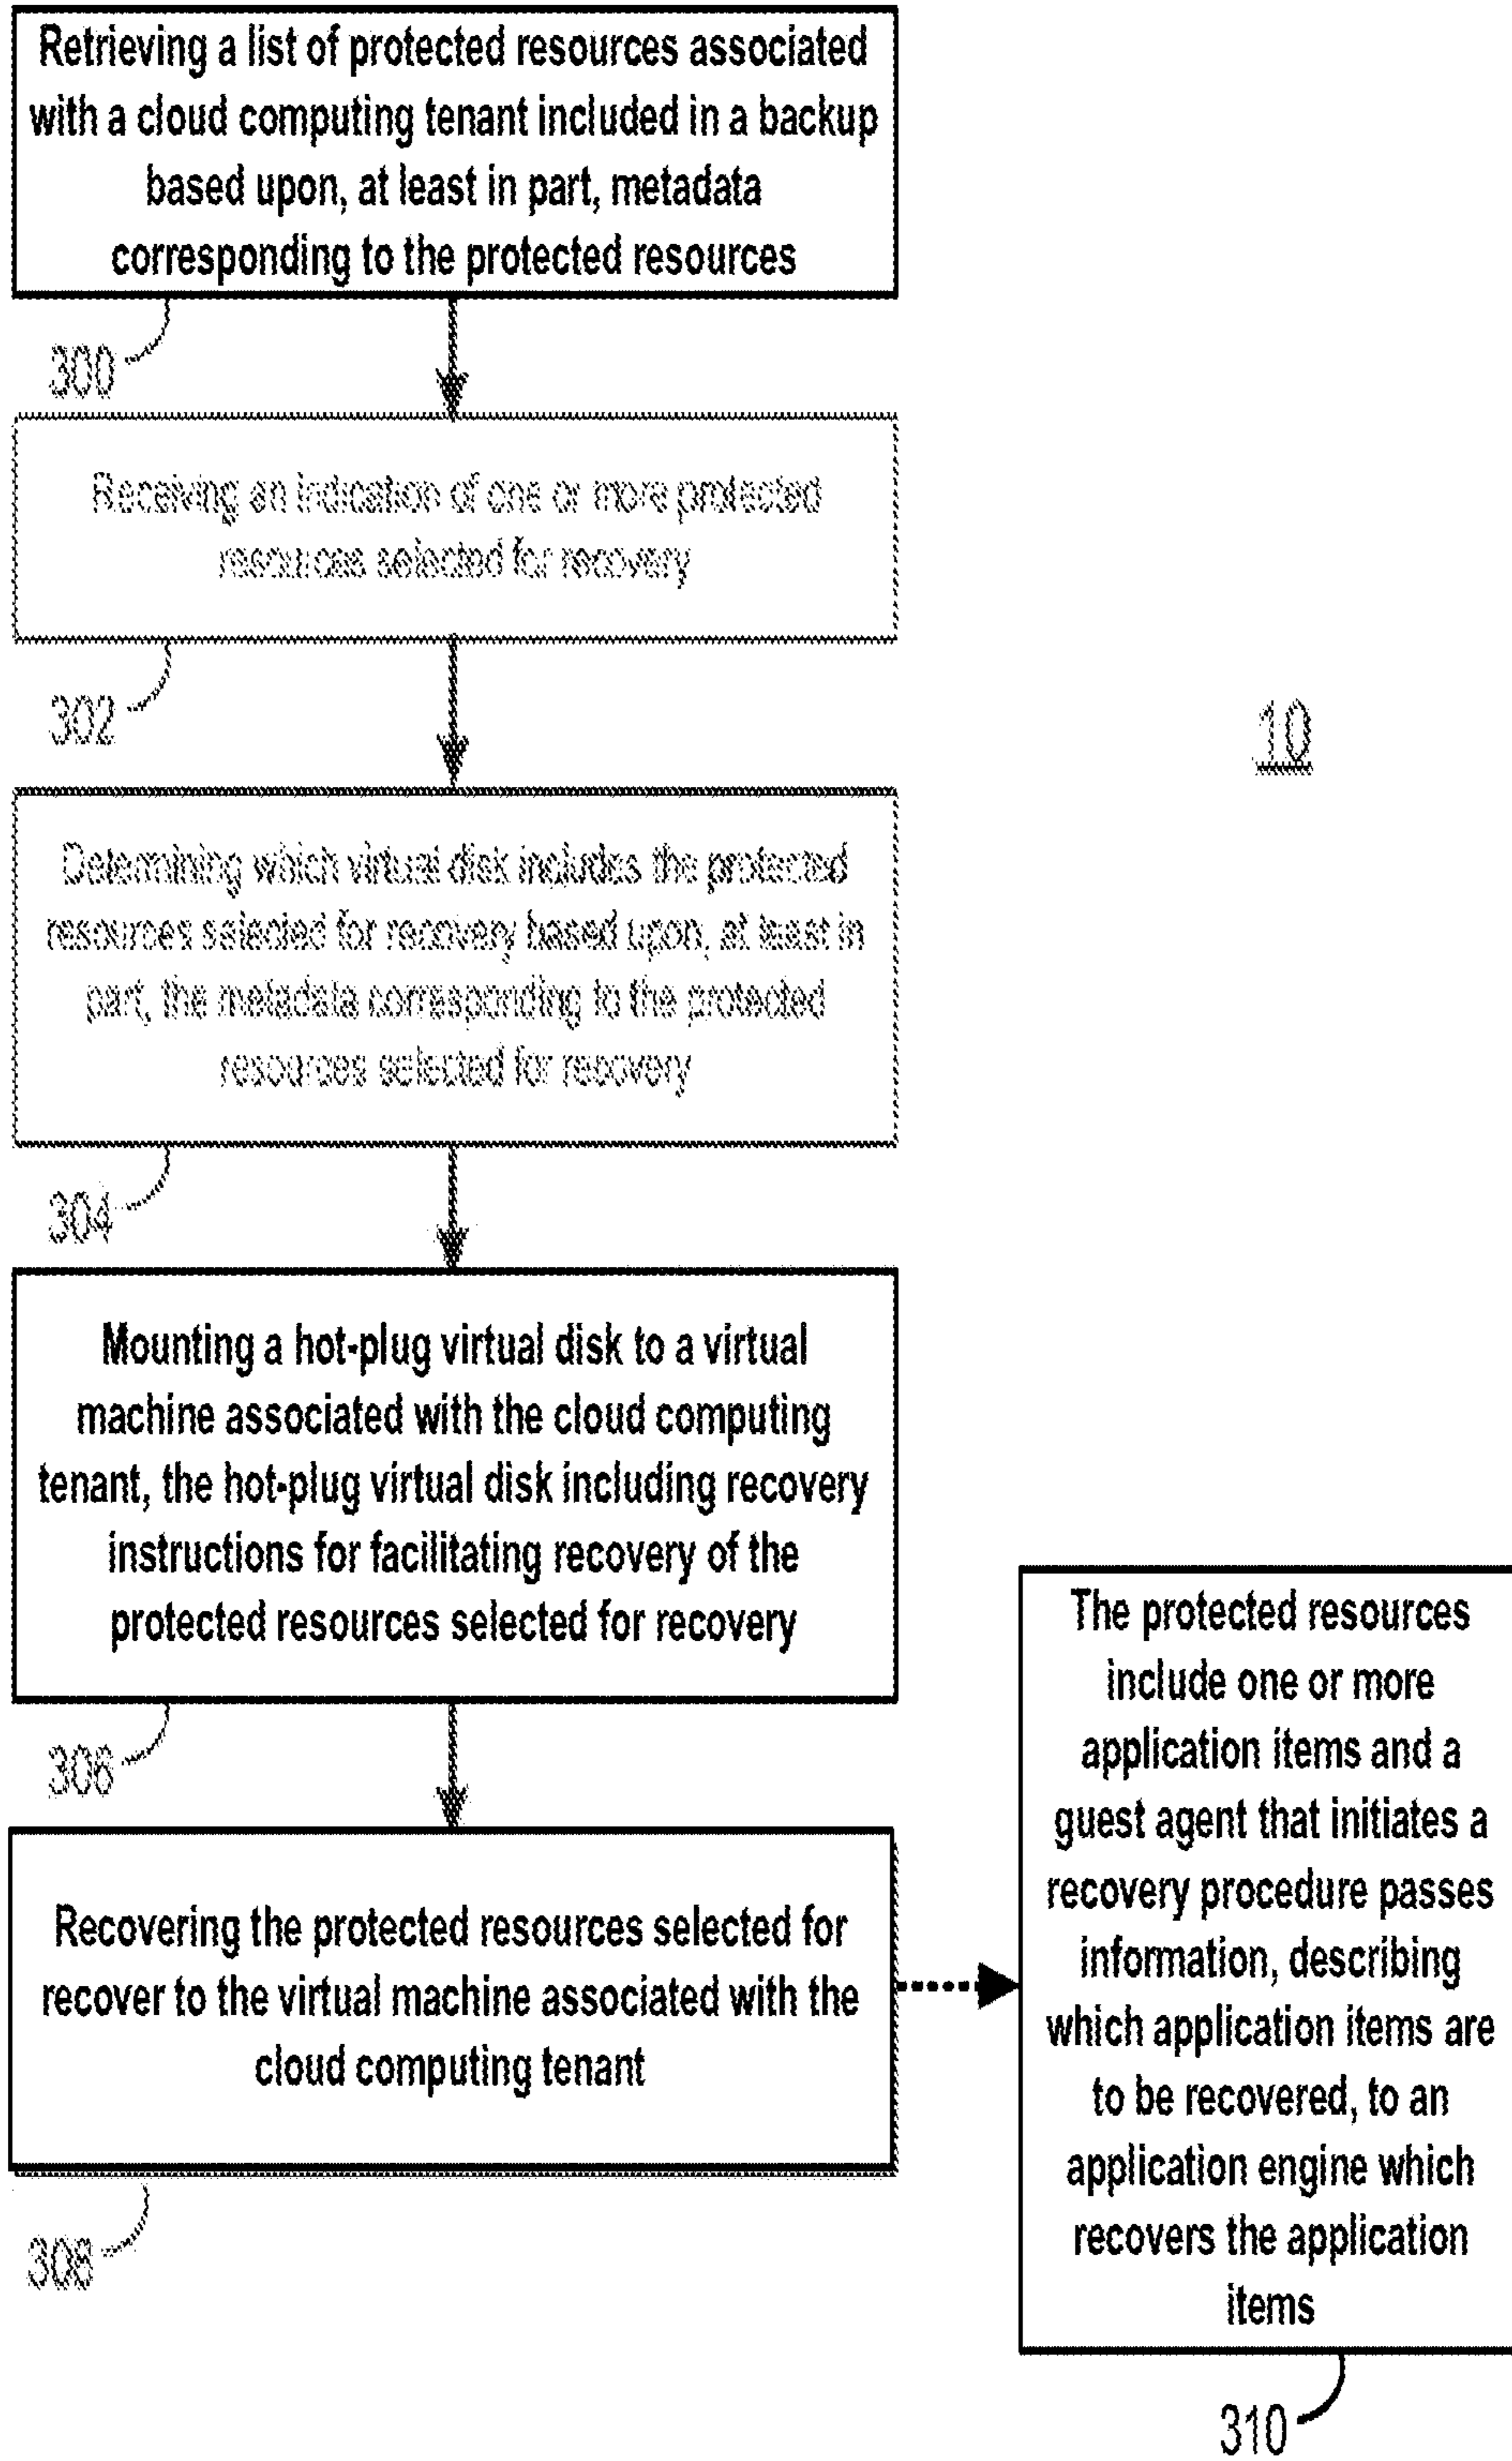 Retrieving a list of protected resources associated
with a cloud computing tenant included in a backup
based upon, at least in part, metadata
corresponding to the protected resources
300
Receiving an indication of one or more protected
resources selected for recovery
302
10
Determining which virtual disk includes the protected
resources selected for recovery based upon, at least in
part, the metadata corresponding to the protected
resources selected for recovery
304
Mounting a hot-plug virtual disk to a virtual
machine associated with the cloud computing
tenant, the hot-plug virtual disk including recovery
instructions for facilitating recovery of the
protected resources selected for recovery
306
Recovering the protected resources selected for
recover to the virtual machine associated with the
cloud computing tenant
308
The protected resources
include one or more
application items and a
guest agent that initiates a
recovery procedure passes
information, describing
which application items are
to be recovered, to an
application engine which
recovers the application
items
310